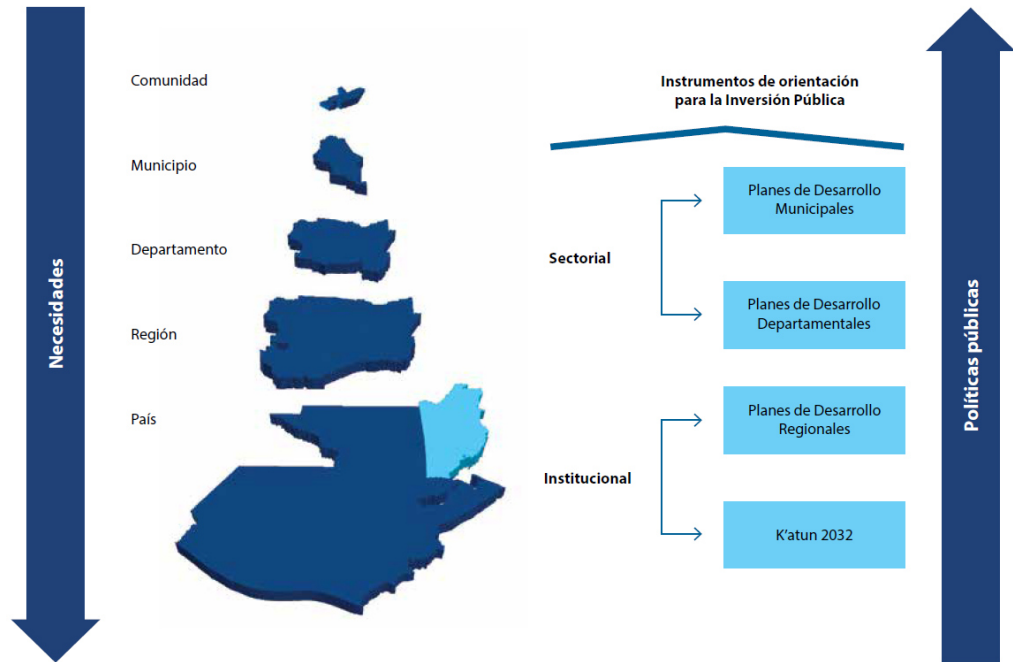 Necesidades
Comunidad
Municipio
Departamento
Región
País
Instrumentos de orientación
para la Inversión Pública
Sectorial
Planes de Desarrollo
Municipales
Planes de Desarrollo
Departamentales
Institucional
Planes de Desarrollo
Regionales
K'atun 2032
Políticas públicas